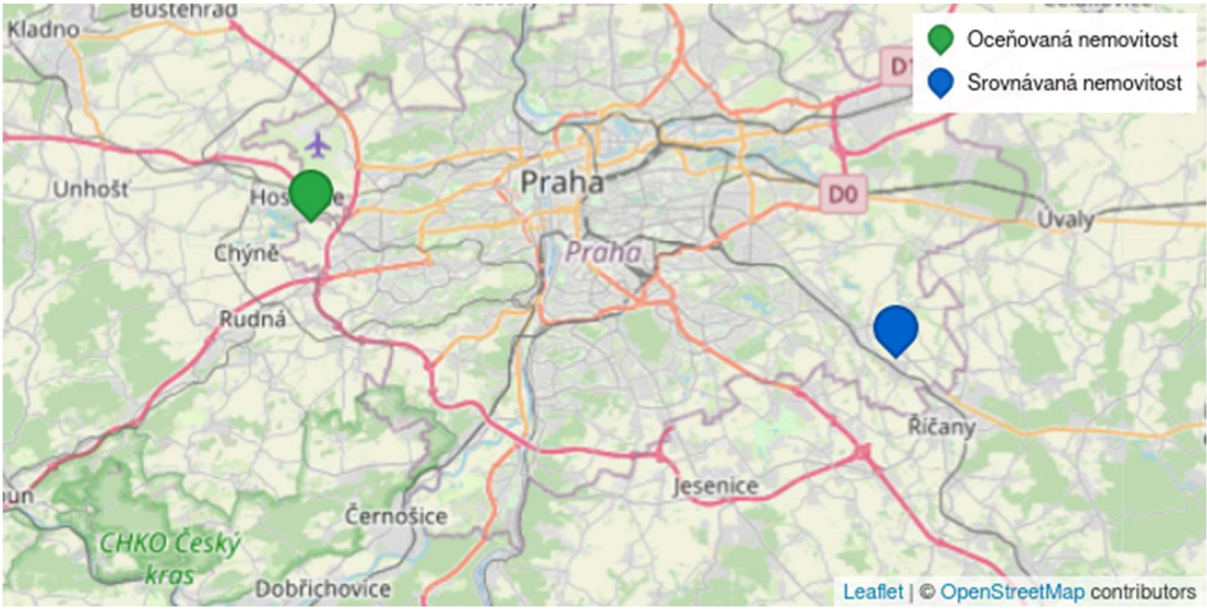 Buštěhrad
Kladno
Oceňovaná nemovitost
Srovnávaná nemovitost
Unhošť
Praha
D0
Úvaly
Chýně
Praha
Rudná
Říčany
Jesenice
Černošice
CHKO Český
kras
Dobřichovice
Leaflet | © OpenStreetMap contributors